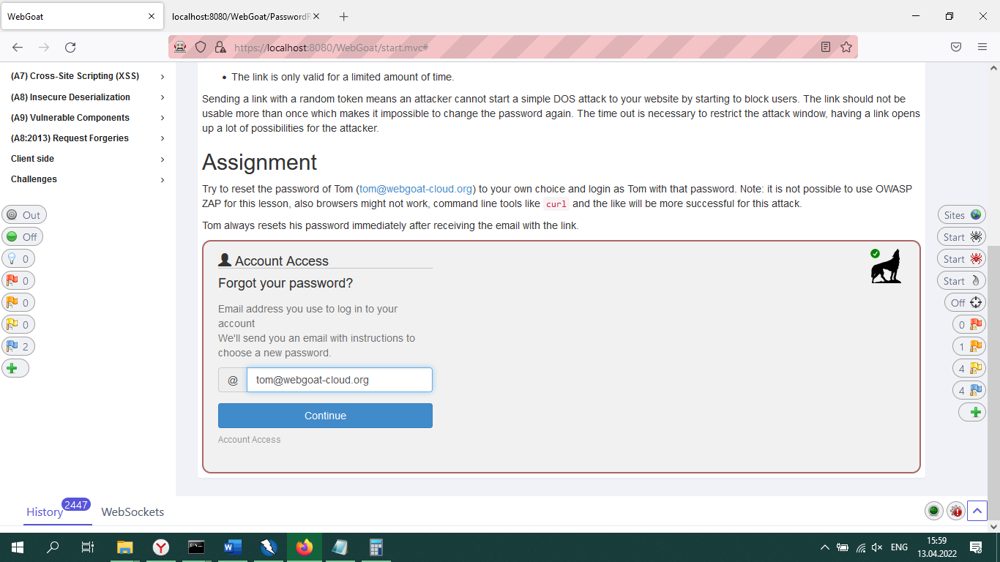 WebGoat
localhost:8080/WebGoat/PasswordR
https://localhost:8080/WebGoat/start.mvc#
(A7) Cross-Site Scripting (XSS)
(A8) Insecure Deserialization
(A9) Vulnerable Components
(A8:2013) Request Forgeries
Client side
Challenges
• The link is only valid for a limited amount of time.
Sending a link with a random token means an attacker cannot start a simple DOS attack to your website by starting to block users. The link should not be
usable more than once which makes it impossible to change the password again. The time out is necessary to restrict the attack window, having a link opens
up a lot of possibilities for the attacker.
Assignment
Try to reset the password of Tom (tom@webgoat-cloud.org) to your own choice and login as Tom with that password. Note: it is not possible to use OWASP
ZAP for this lesson, also browsers might not work, command line tools like curl and the like will be more successful for this attack.
Tom always resets his password immediately after receiving the email with the link.
Account Access
Forgot your password?
Email address you use to log in to your
account
We'll send you an email with instructions to
choose a new password.
@ tom@webgoat-cloud.org
Continue
Account Access
Out
Off
0
0
0
0
2
Sites
Start
Start
Start
Off
0
1
4
4
History 2447 WebSockets
ENG
15:59
13.04.2022